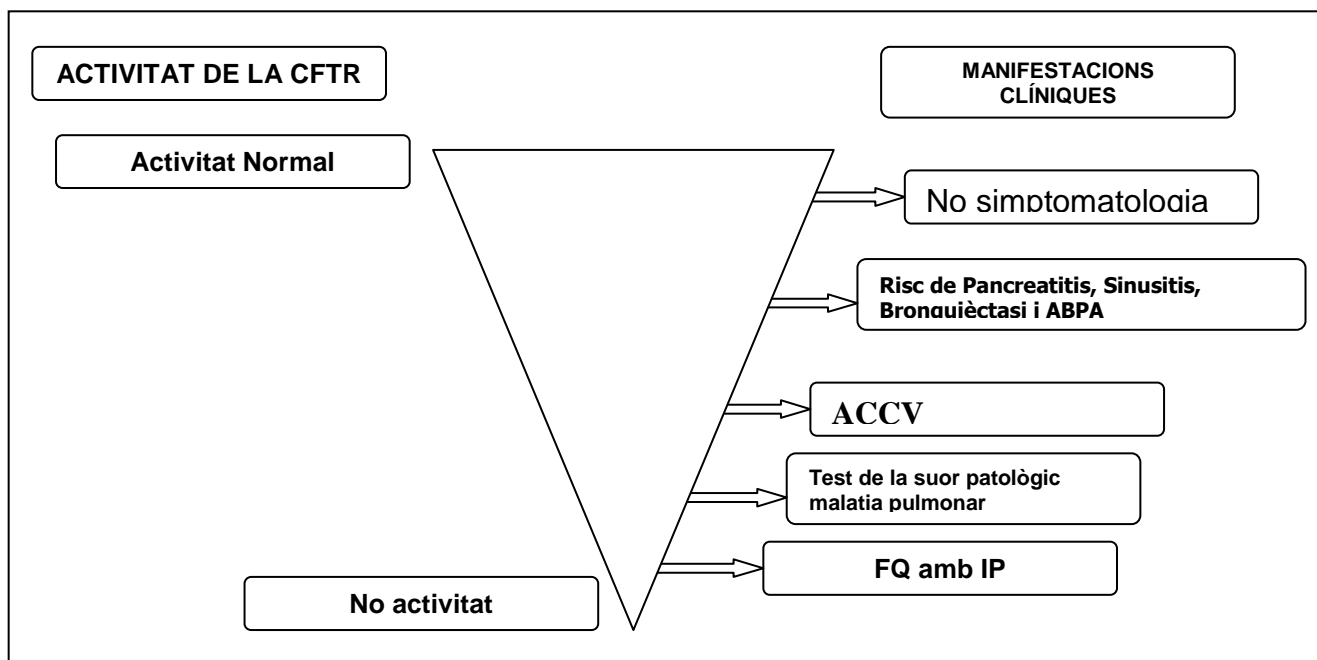 ACTIVITAT DE LA CFTR
MANIFESTACIONS
CLÍNIQUES
Activitat Normal
No simptomatologia
Risc de Pancreatitis, Sinusitis,
Bronquièctasi i ABPA
ACCV
Test de la suor patològic
malatia pulmonar
FQ amb IP
No activitat